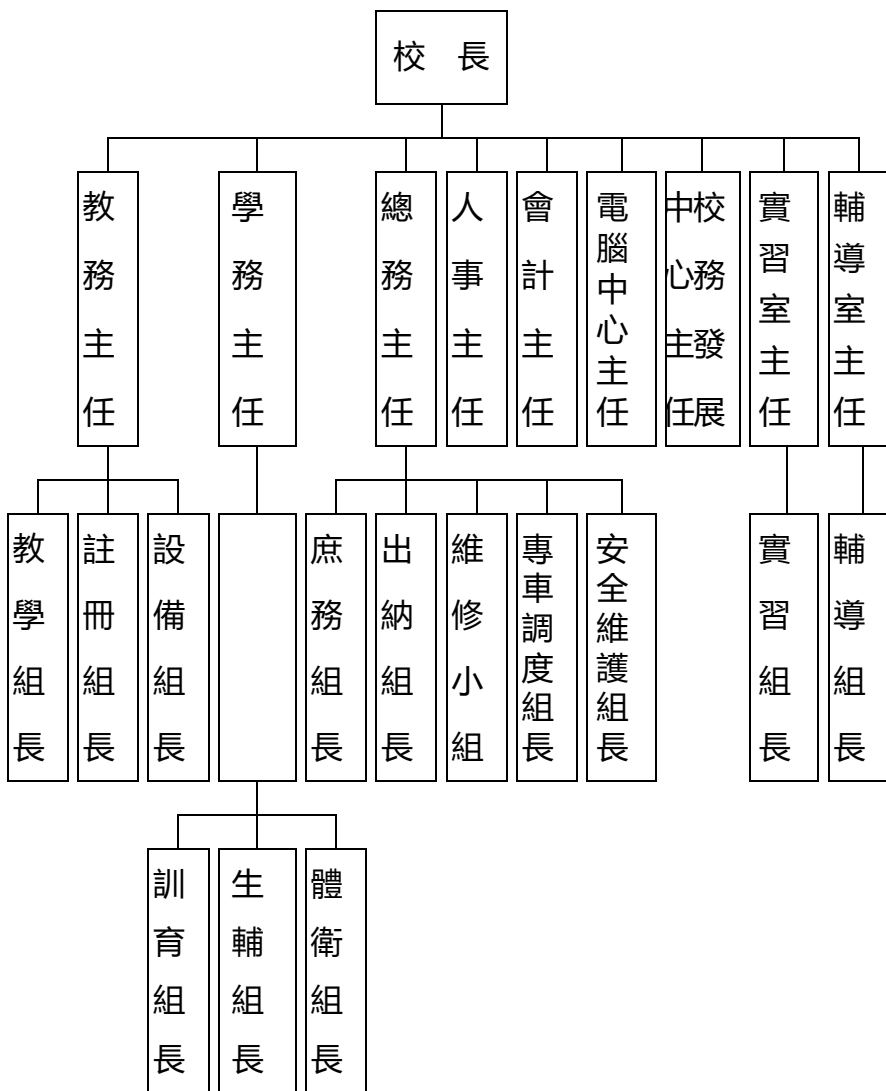 校 長
教務主任
學務主任
總務主任
人事主任
會計主任
電腦中心主任
校務發展
中心主任
實習室主任
輔導室主任
教學組長
註冊組長
設備組長
庶務組長
出納組長
維修小組
專車調度組長
安全維護組長
實習組長
輔導組長
訓育組長
生輔組長
體衛組長